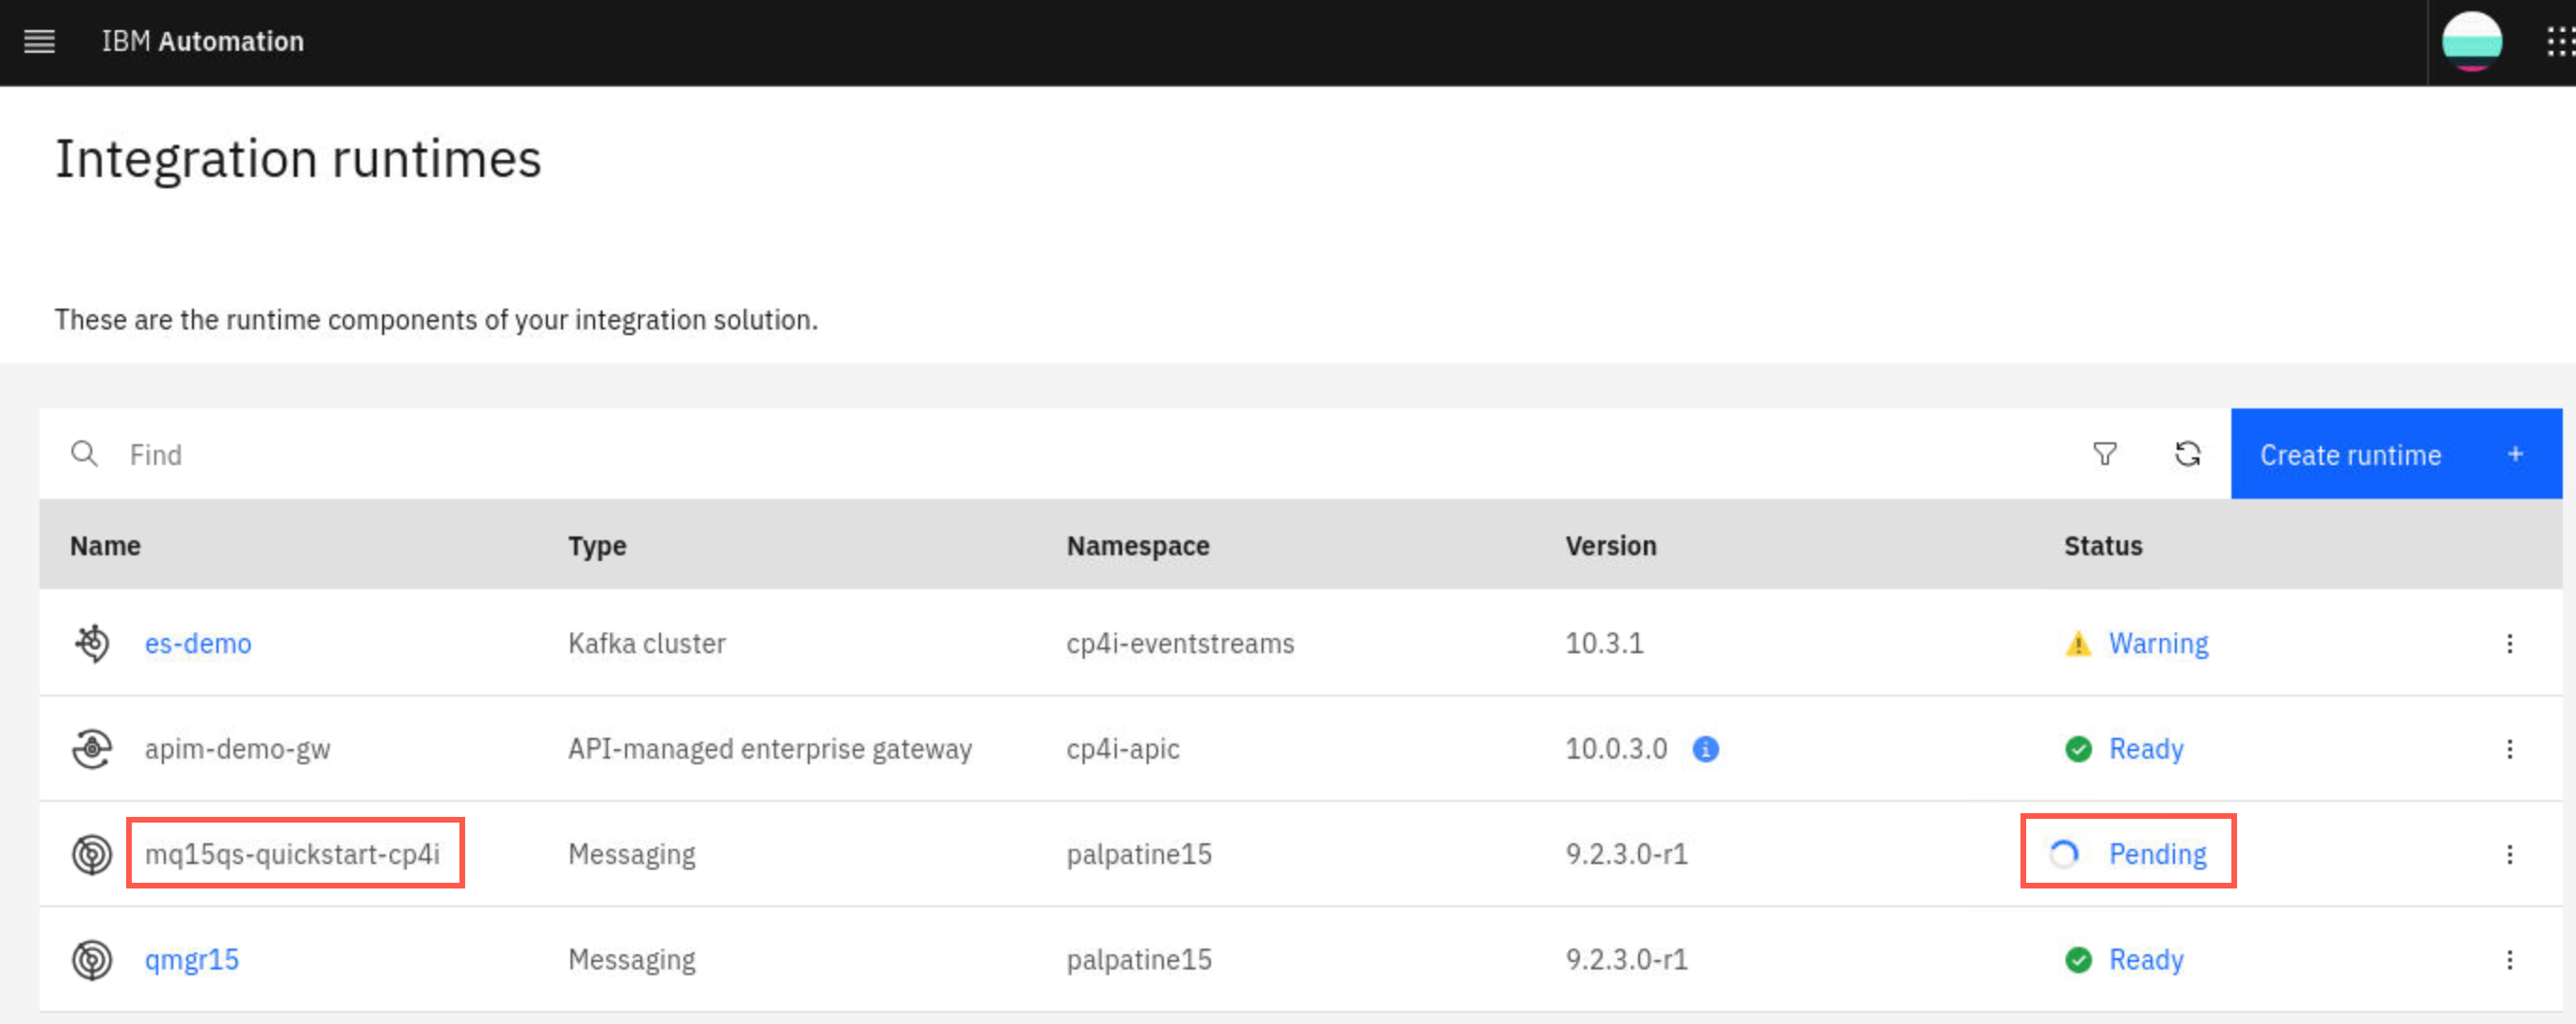 IBM Automation
Integration runtimes
These are the runtime components of your integration solution.
Find
Create runtime +
Name Type Namespace Version Status
es-demo Kafka cluster cp4i-eventstreams 10.3.1 Warning
apim-demo-gw API-managed enterprise gateway cp4i-apic 10.0.3.0 Ready
mq15qs-quickstart-cp4i Messaging palpatine15 9.2.3.0-r1 Pending
qmgr15 Messaging palpatine15 9.2.3.0-r1 Ready